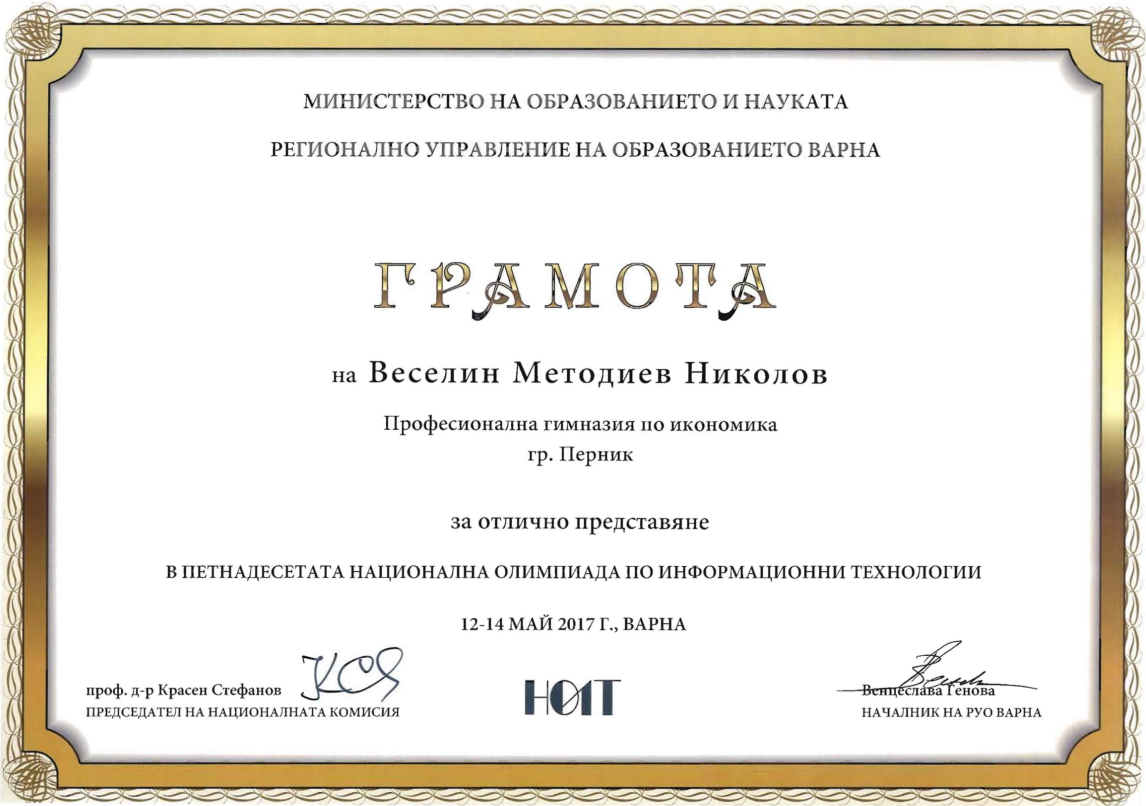 МИНИСТЕРСТВО НА ОБРАЗОВАНИЕТО И НАУКАТА
РЕГИОНАЛНО УПРАВЛЕНИЕ НА ОБРАЗОВАНИЕТО ВАРНА
ГРАМОТА
на Веселин Методиев Николов
Професионална гимназия по икономика
гр. Перник
за отлично представяне
В ПЕТНАДЕСЕТАТА НАЦИОНАЛНА ОЛИМПИАДА ПО ИНФОРМАЦИОННИ ТЕХНОЛОГИИ
12-14 МАЙ 2017 Г., ВАРНА
проф. д-р Красен Стефанов
ПРЕДСЕДАТЕЛ НА НАЦИОНАЛНАТА КОМИСИЯ
НОИТ
Венцеслава Генова
НАЧАЛНИК НА РУО ВАРНА